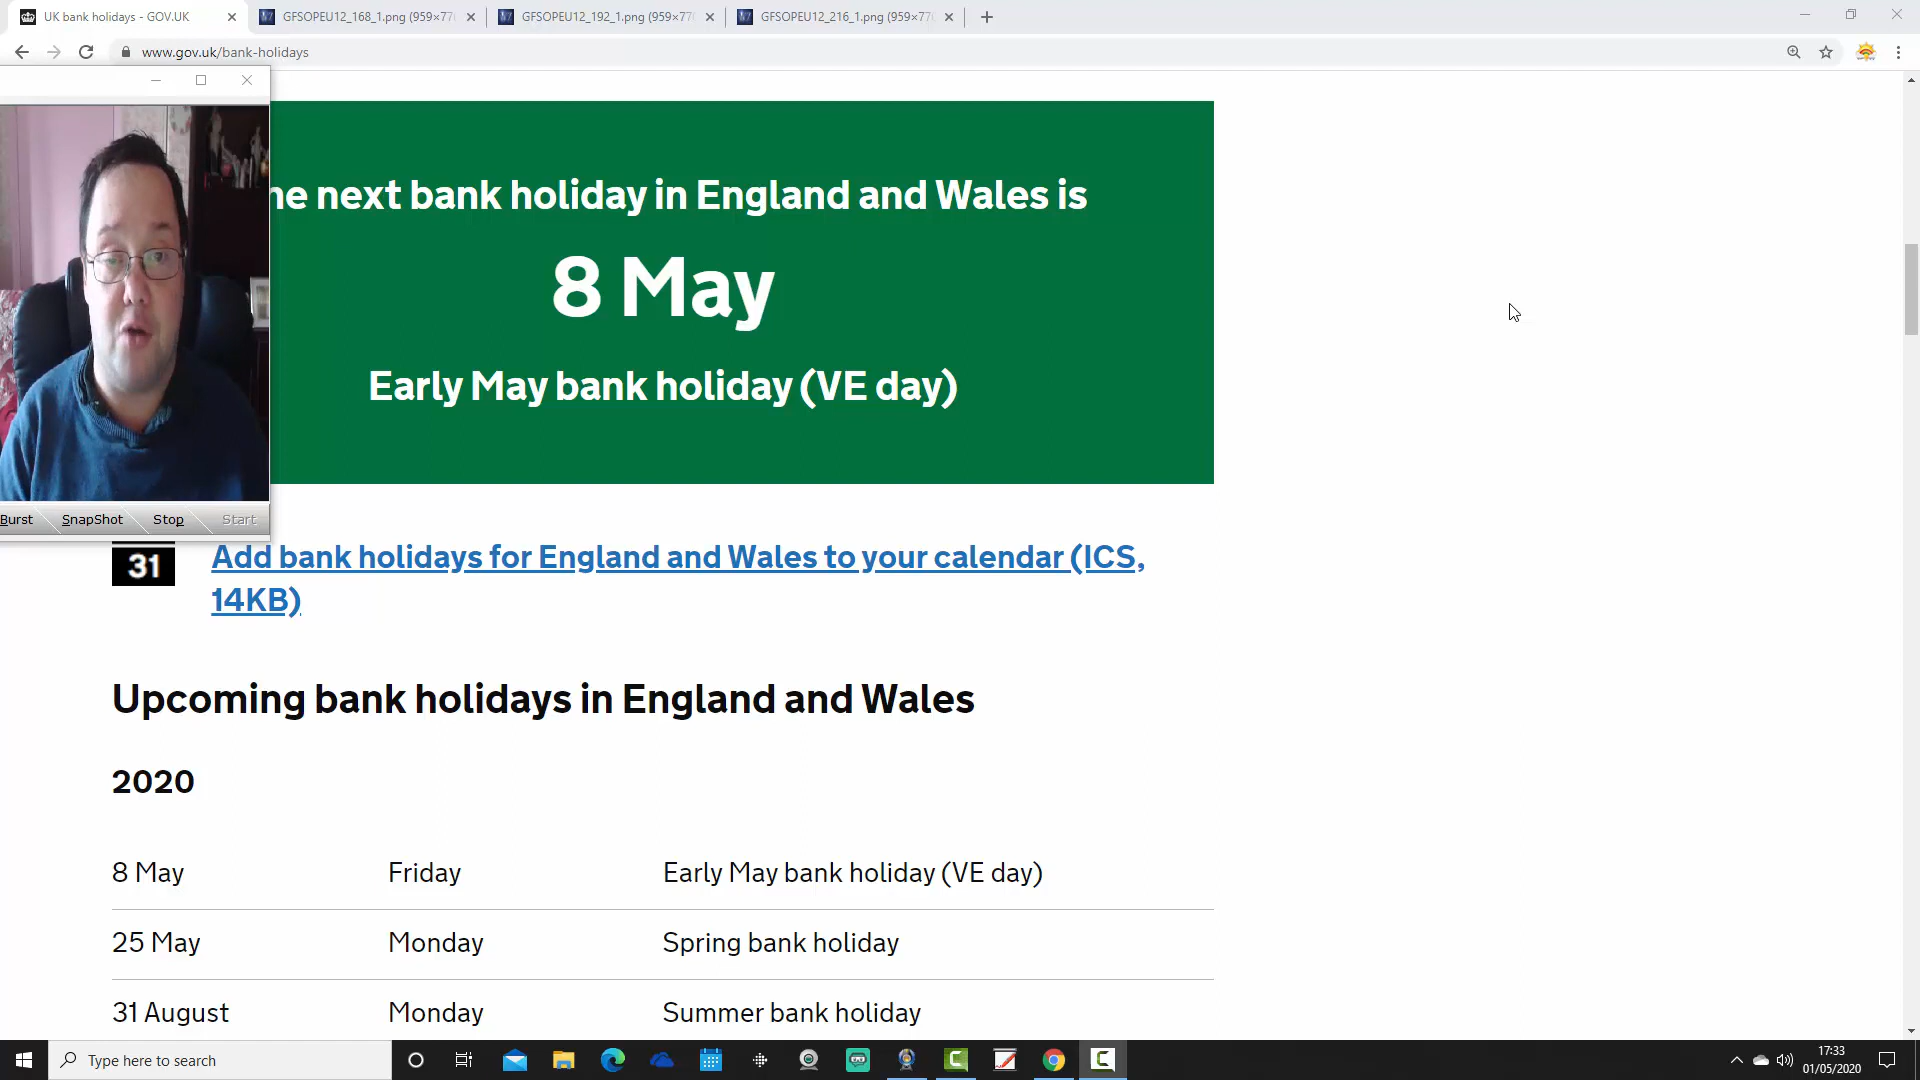 UK bank holidays - GOV.UK
GFSOPEU12_168_1.png (959×77
GFSOPEU12_192_1.png (959×77
GFSOPEU12_216_1.png (959×77
www.gov.uk/bank-holidays
he next bank holiday in England and Wales is
8 May
Early May bank holiday (VE day)
Burst
SnapShot
Stop
Start
31
Add bank holidays for England and Wales to your calendar (ICS,
14KB)
Upcoming bank holidays in England and Wales
2020
8 May Friday Early May bank holiday (VE day)
25 May Monday Spring bank holiday
31 August Monday Summer bank holiday
Type here to search
17:33
01/05/2020